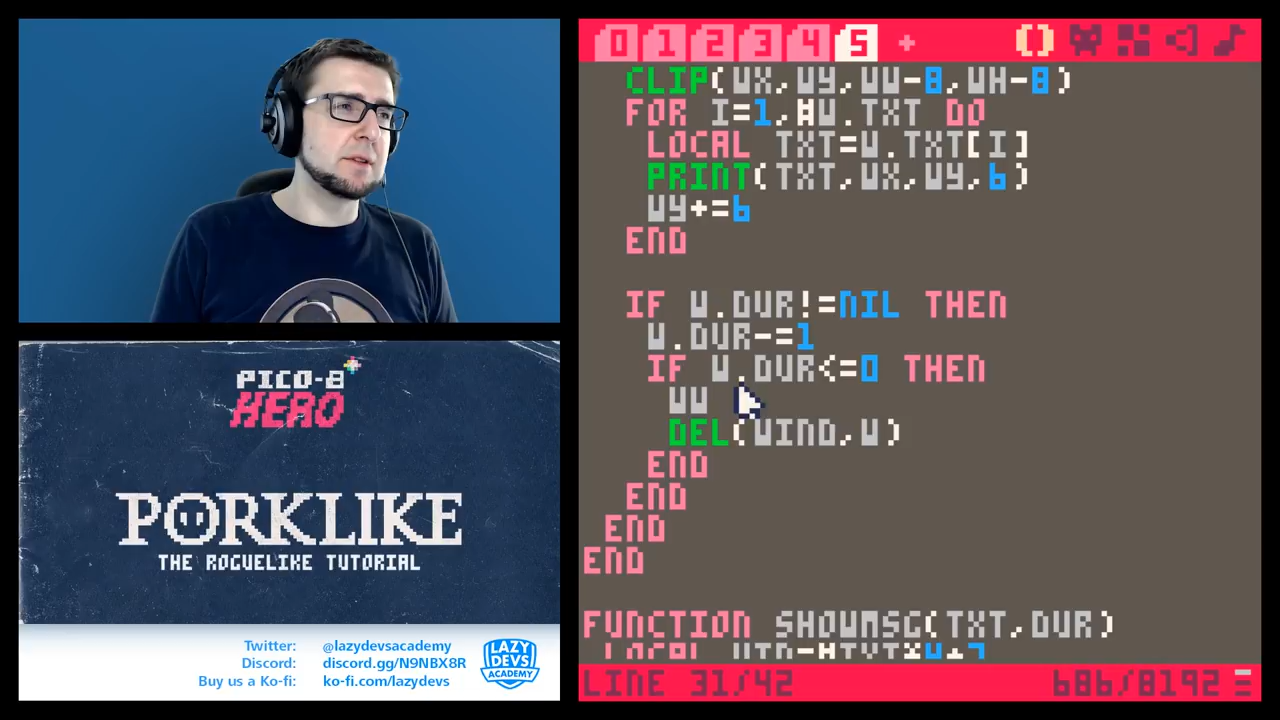 0 1 2 3 4 5 +
CLIP(WX,WY,WW-8,WH-8)
FOR I=1,#W.TXT DO
LOCAL TXT=W.TXT[I]
PRINT(TXT,WX,WY,6)
WY+=6
END
IF W.DUR!=NIL THEN
W.DUR-=1
IF W.DUR<=0 THEN
WW
DEL(WIND,W)
END
END
END
END
FUNCTION SHOWMSG(TXT,DUR)
LINE 31/42
686/8192
PICO-8
HERO
PORKLIKE
THE ROGUELIKE TUTORIAL
Twitter: @lazydevsacademy
Discord: discord.gg/N9NBX8R
Buy us a Ko-fi: ko-fi.com/lazydevs
LAZY
DEVS
ACADEMY